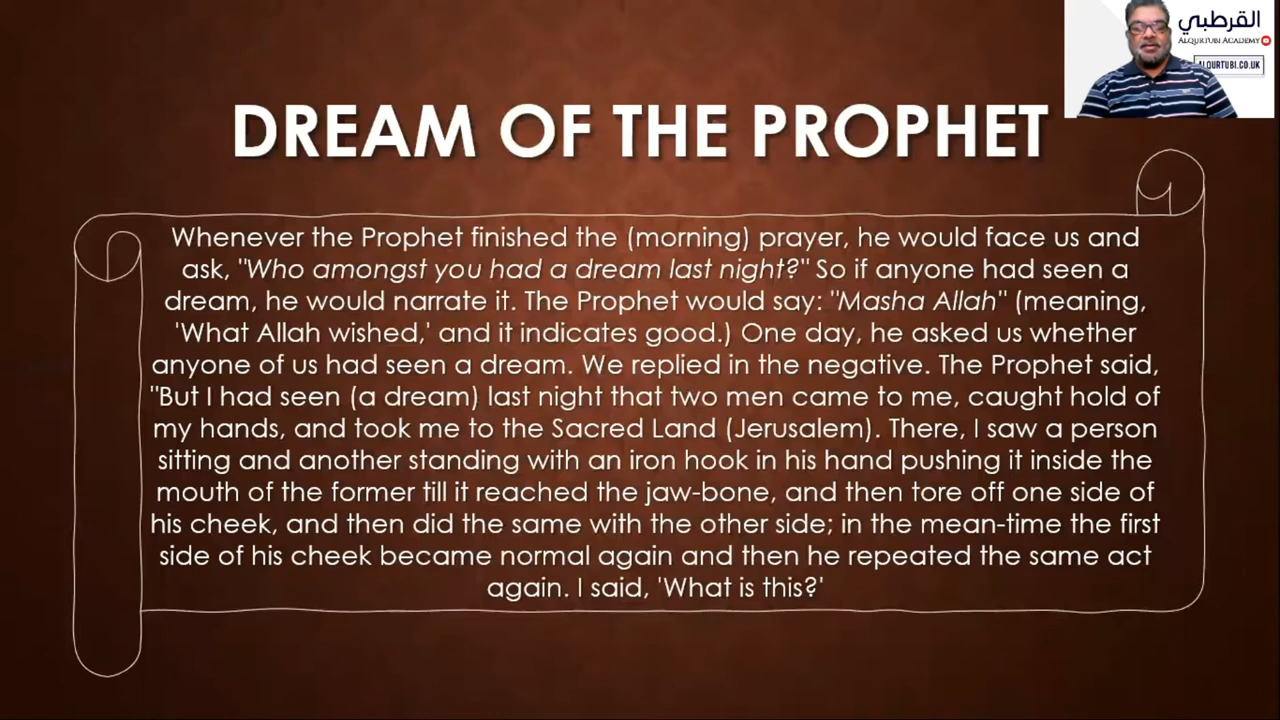 القرطبي
ALQURTUBI ACADEMY
ALQURTUBI.CO.UK
DREAM OF THE PROPHET
Whenever the Prophet finished the (morning) prayer, he would face us and
ask, "Who amongst you had a dream last night?" So if anyone had seen a
dream, he would narrate it. The Prophet would say: "Masha Allah" (meaning,
'What Allah wished,' and it indicates good.) One day, he asked us whether
anyone of us had seen a dream. We replied in the negative. The Prophet said,
"But I had seen (a dream) last night that two men came to me, caught hold of
my hands, and took me to the Sacred Land (Jerusalem). There, I saw a person
sitting and another standing with an iron hook in his hand pushing it inside the
mouth of the former till it reached the jaw-bone, and then tore off one side of
his cheek, and then did the same with the other side; in the mean-time the first
side of his cheek became normal again and then he repeated the same act
again. I said, 'What is this?'